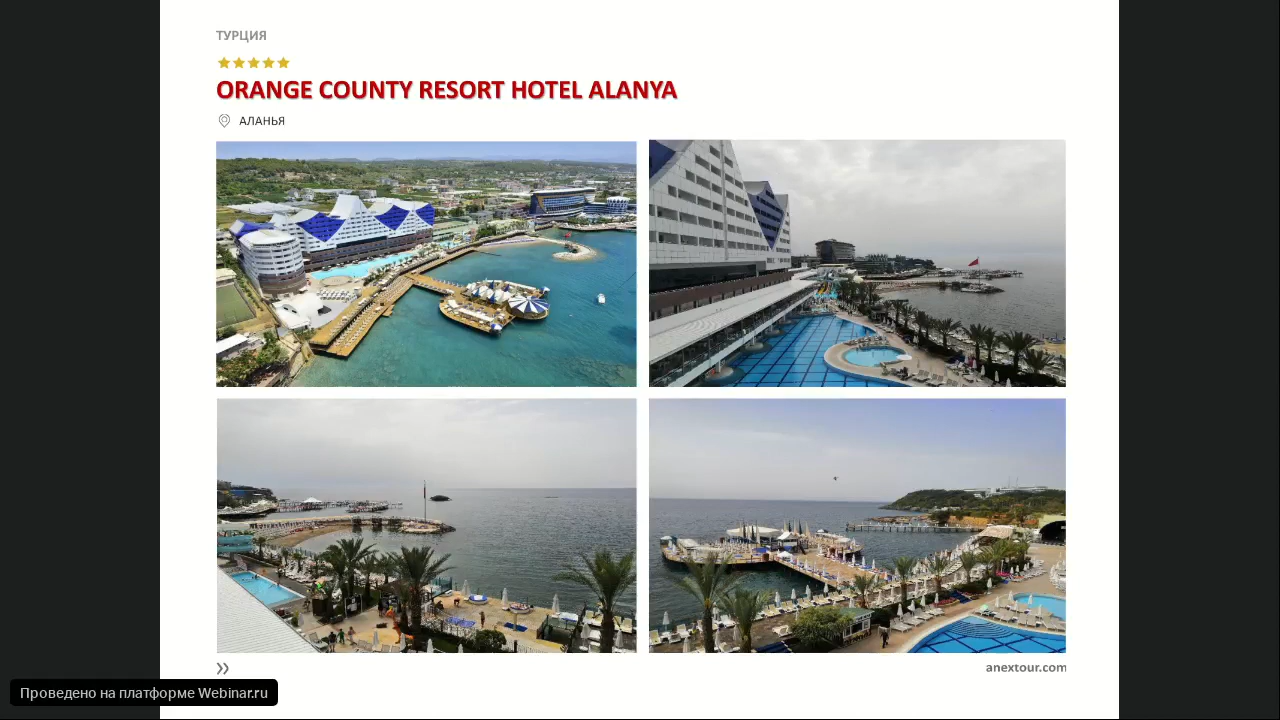 ТУРЦИЯ
ORANGE COUNTY RESORT HOTEL ALANYA
АЛАНЬЯ
anextour.com
Проведено на платформе Webinar.ru